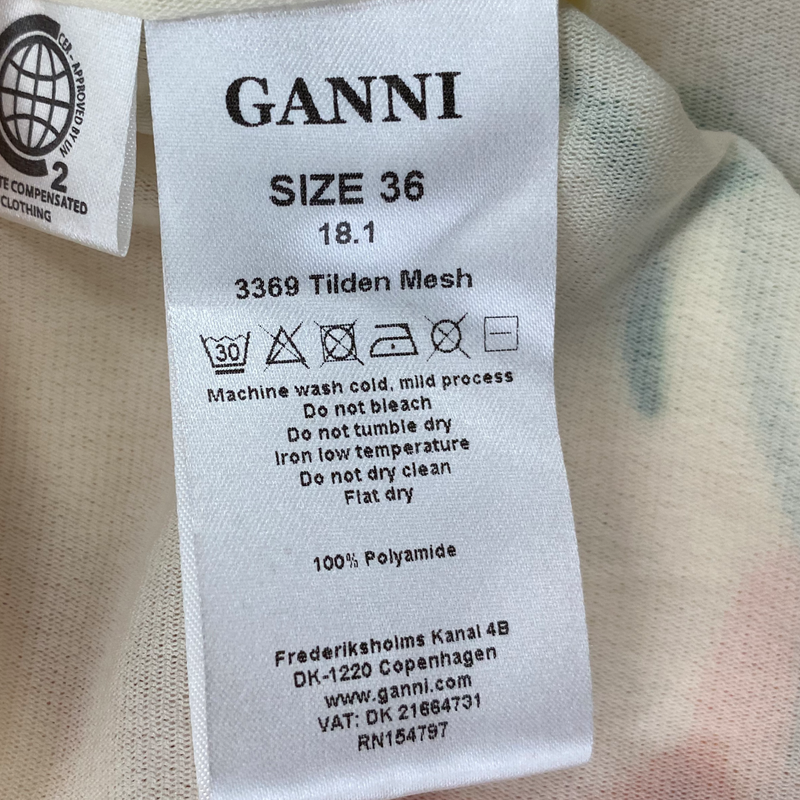 CER - APPROVED BY UN
2
TE COMPENSATED
CLOTHING
GANNI
SIZE 36
18.1
3369 Tilden Mesh
30
Machine wash cold, mild process
Do not bleach
Do not tumble dry
Iron low temperature
Do not dry clean
Flat dry
100% Polyamide
Frederiksholms Kanal 4B
DK-1220 Copenhagen
www.ganni.com
VAT: DK 21664731
RN154797